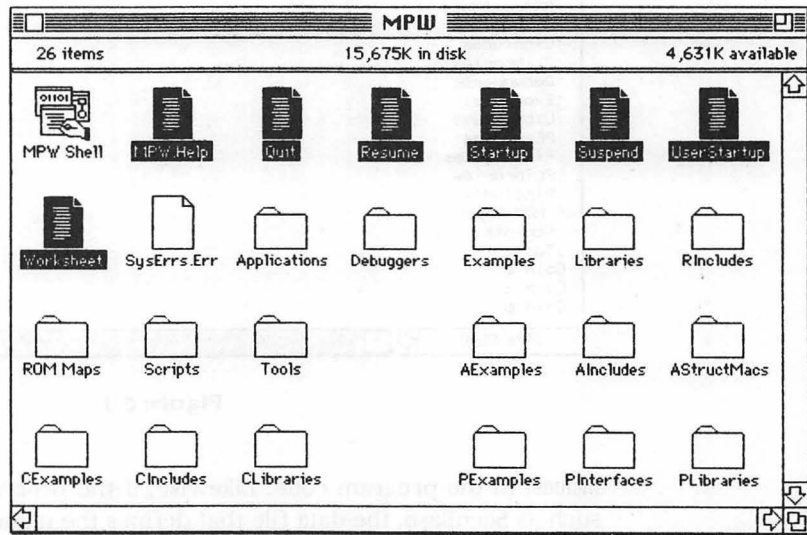 MPW
26 items 15,675K in disk 4,631K available
MPW Shell MPW Help Quit Resume Startup Suspend UserStartup
Worksheet SysErrs.Err Applications Debuggers Examples Libraries RIncludes
ROM Maps Scripts Tools AExamples AIncludes AStructMacs
CExamples CIncludes CLibraries PExamples PInterfaces PLibraries